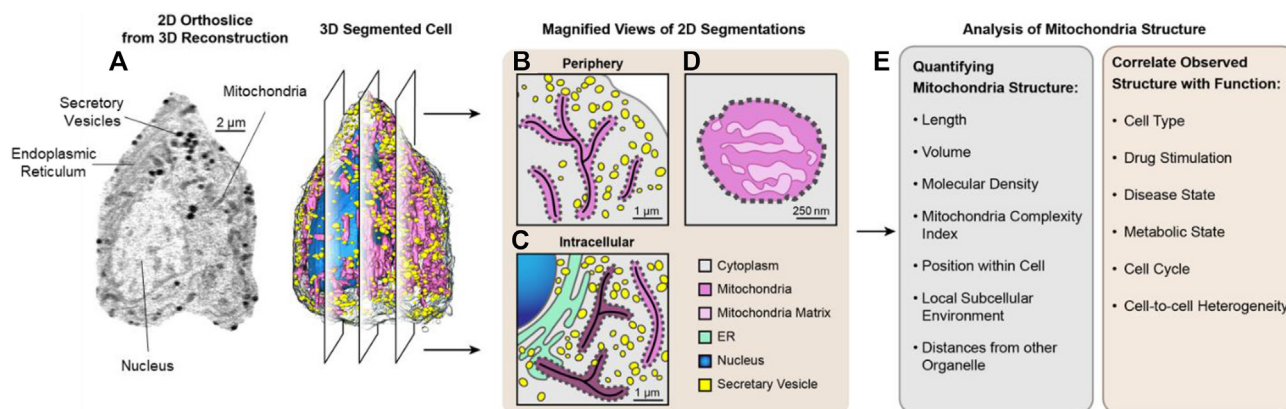 2D Orthoslice
from 3D Reconstruction
3D Segmented Cell
Magnified Views of 2D Segmentations
Analysis of Mitochondria Structure
A
Secretory
Vesicles
Mitochondria
2 µm
Endoplasmic
Reticulum
Nucleus
B
Periphery
1 µm
D
250 nm
C
Intracellular
1 µm
Cytoplasm
Mitochondria
Mitochondria Matrix
ER
Nucleus
Secretary Vesicle
E
Quantifying
Mitochondria Structure:
• Length
• Volume
• Molecular Density
• Mitochondria Complexity
Index
• Position within Cell
• Local Subcellular
Environment
• Distances from other
Organelle
Correlate Observed
Structure with Function:
• Cell Type
• Drug Stimulation
• Disease State
• Metabolic State
• Cell Cycle
• Cell-to-cell Heterogeneity